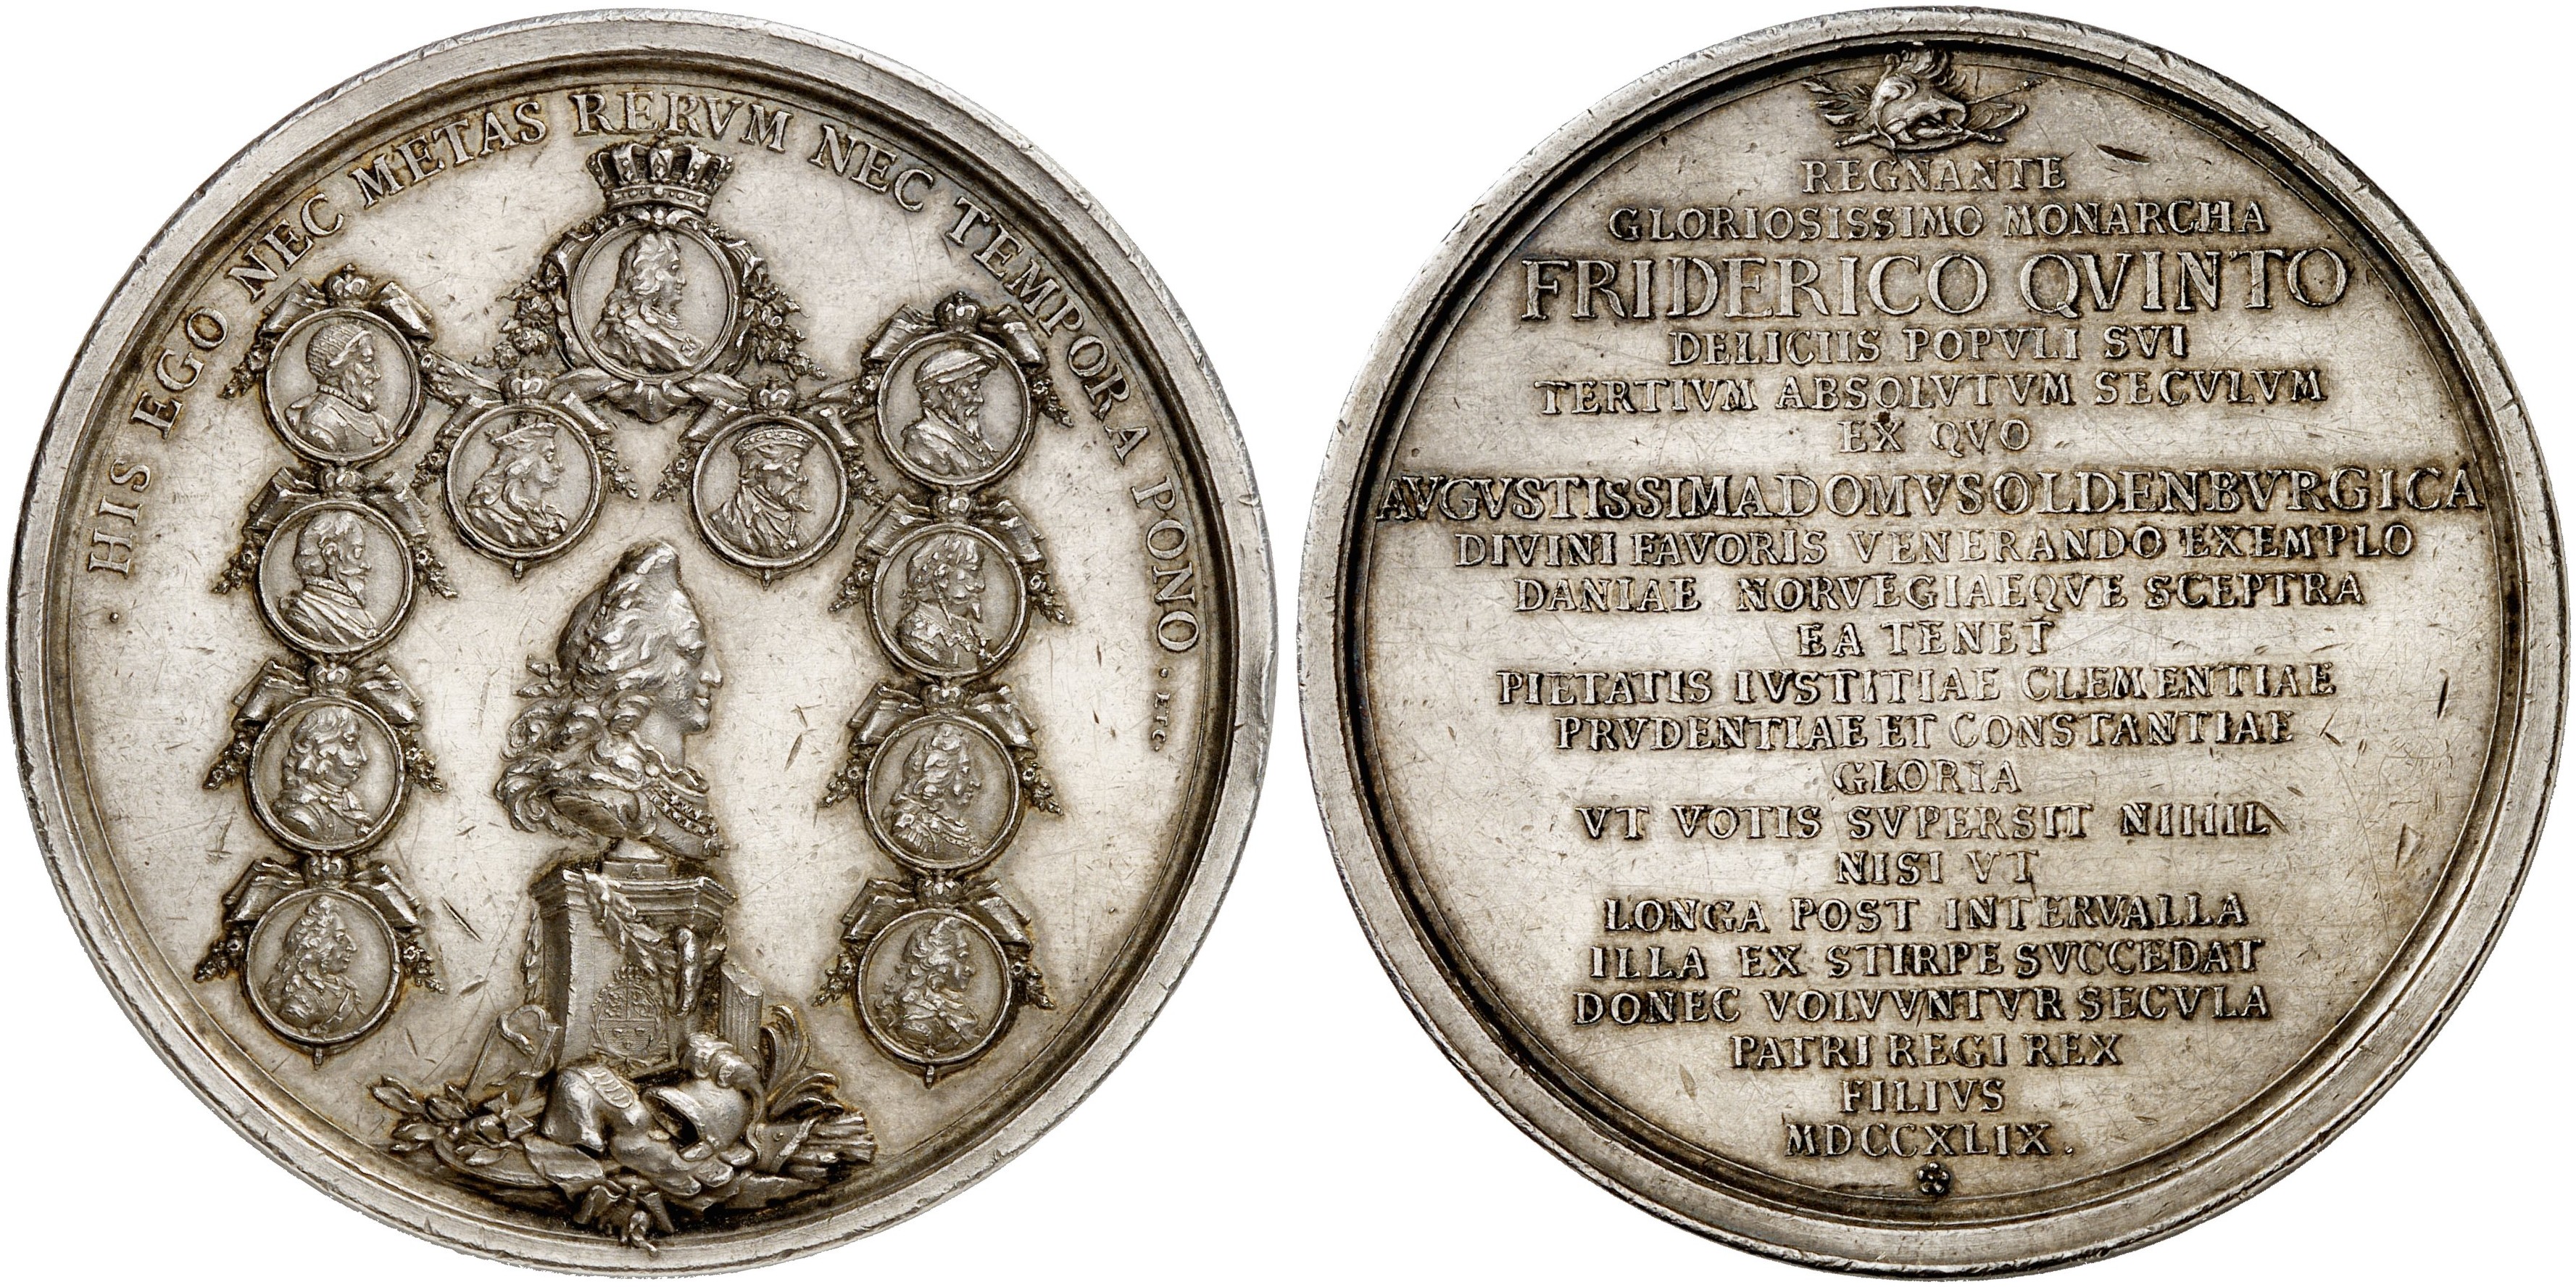 · HIS EGO NEC METAS RERVM NEC TEMPORA PONO · ETC.
REGNANTE
GLORIOSISSIMO MONARCHA
FRIDERICO QVINTO
DELICIIS POPVLI SVI
TERTIVM ABSOLVTVM SECVLVM
EX QVO
AVGVSTISSIMA DOMVS OLDENBVRGICA
DIVINI FAVORIS VENERANDO EXEMPLO
DANIAE NORVEGIAEQVE SCEPTRA
EA TENET
PIETATIS IVSTITIAE CLEMENTIAE
PRVDENTIAE ET CONSTANTIAE
GLORIA
VT VOTIS SVPERSIT NIHIL
NISI VT
LONGA POST INTERVALLA
ILLA EX STIRPE SVCCEDAT
DONEC VOLVVNTVR SECVLA
PATRI REGI REX
FILIVS
MDCCXLIX.